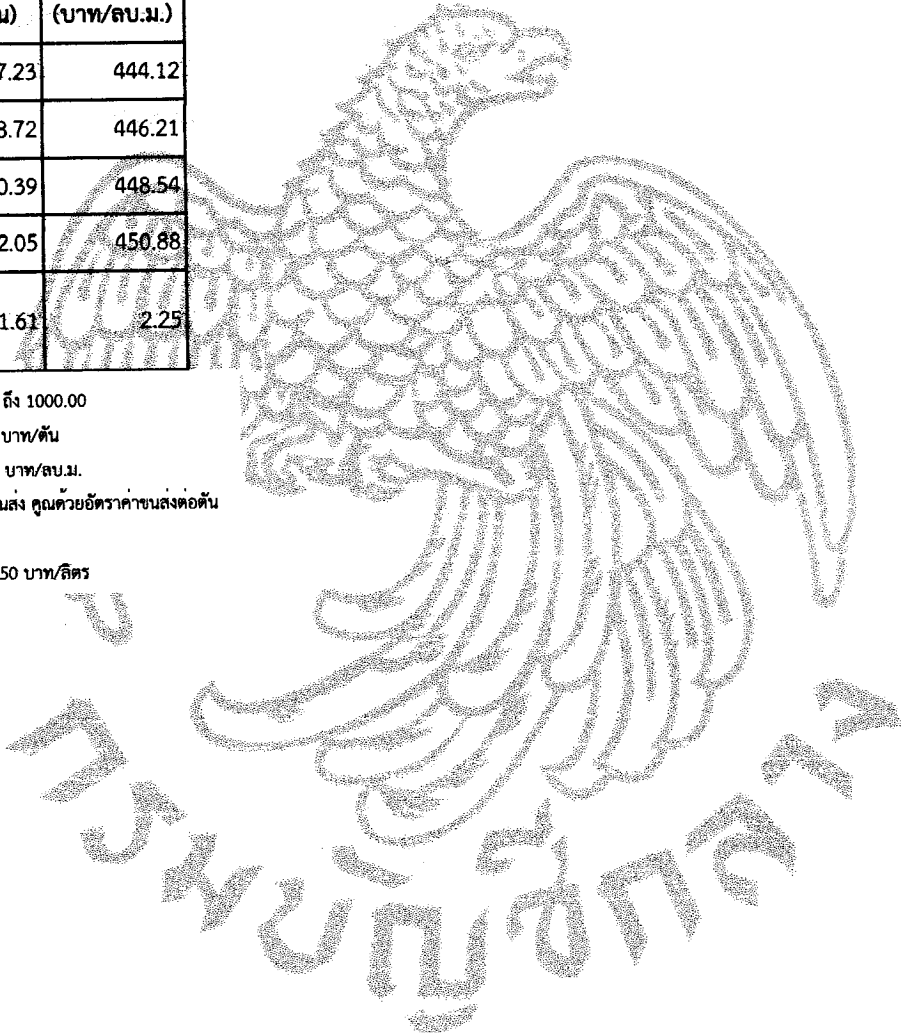 น) (บาท/ลบ.ม.)
7.23 444.12
8.72 446.21
0.39 448.54
2.05 450.88
1.61 2.25
ถึง 1000.00
บาท/ตัน
บาท/ลบ.ม.
นส่ง คูณด้วยอัตราค่าขนส่งต่อตัน
50 บาท/ลิตร
กรมบัญชีกลาง